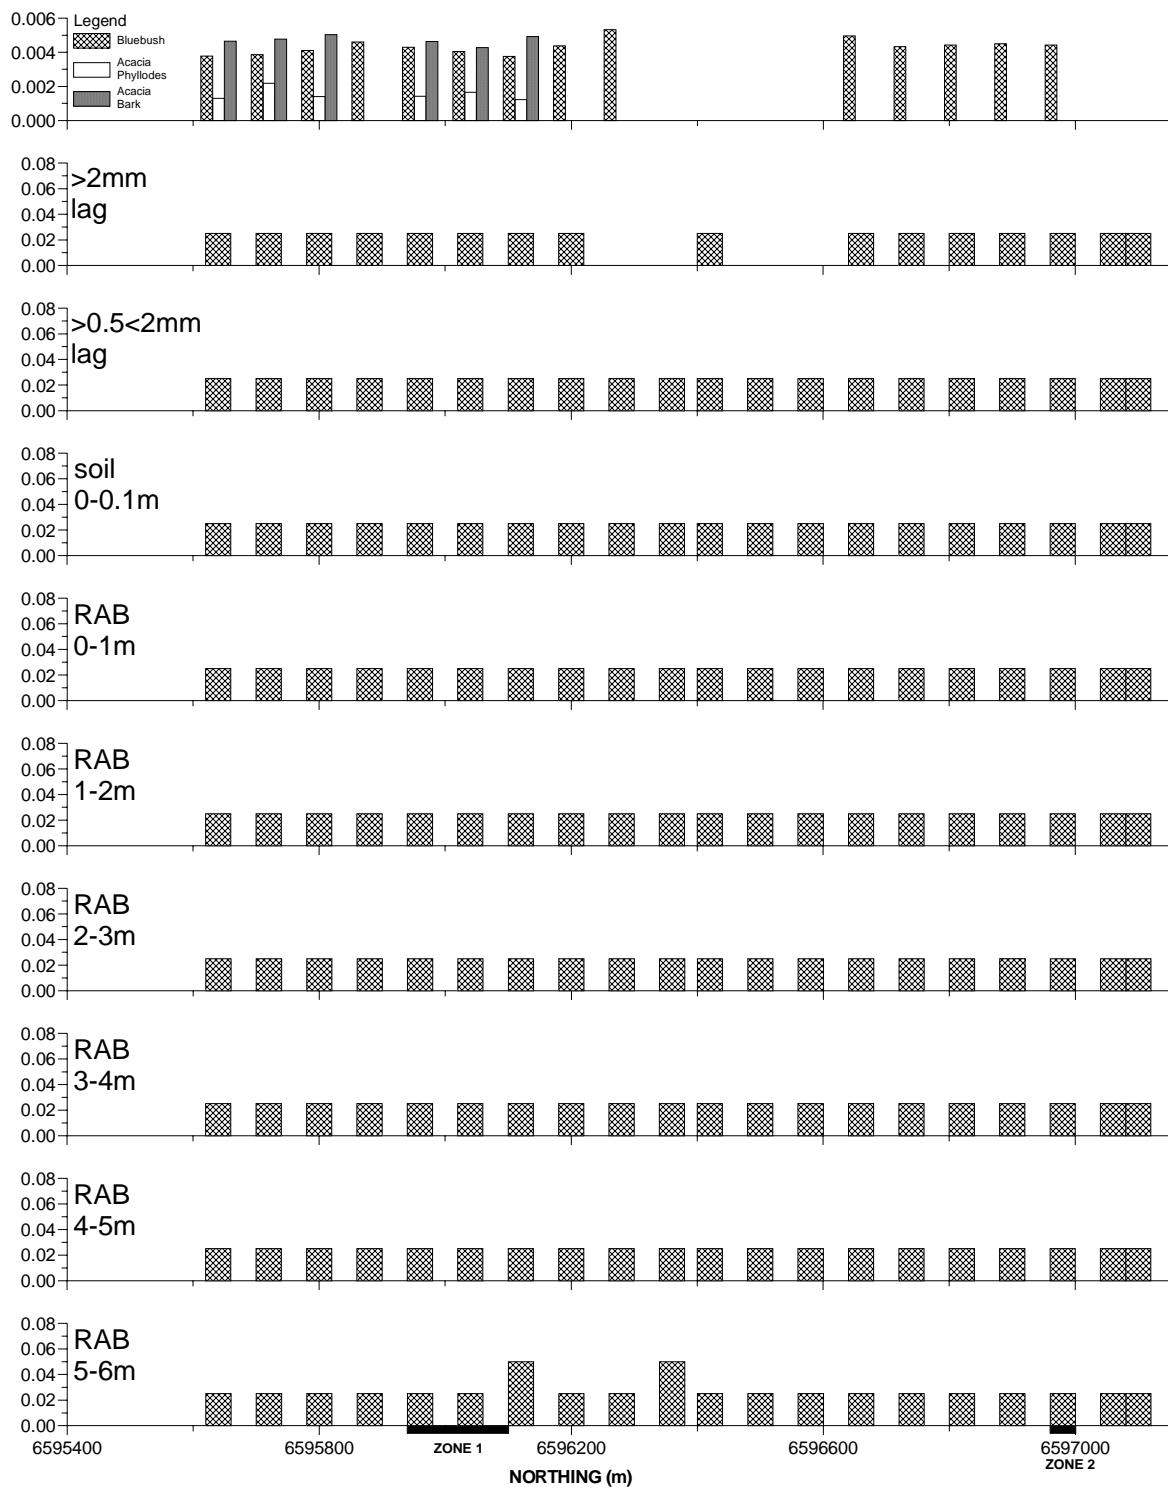 0.006
0.004
0.002
0.000
Legend
Bluebush
Acacia
Phyllodes
Acacia
Bark
0.08
0.06
0.04
0.02
0.00
>2mm
lag
0.08
0.06
0.04
0.02
0.00
>0.5<2mm
lag
0.08
0.06
0.04
0.02
0.00
soil
0-0.1m
0.08
0.06
0.04
0.02
0.00
RAB
0-1m
0.08
0.06
0.04
0.02
0.00
RAB
1-2m
0.08
0.06
0.04
0.02
0.00
RAB
2-3m
0.08
0.06
0.04
0.02
0.00
RAB
3-4m
0.08
0.06
0.04
0.02
0.00
RAB
4-5m
0.08
0.06
0.04
0.02
0.00
RAB
5-6m
6595400 6595800 ZONE 1 6596200 6596600 6597000
ZONE 2
NORTHING (m)